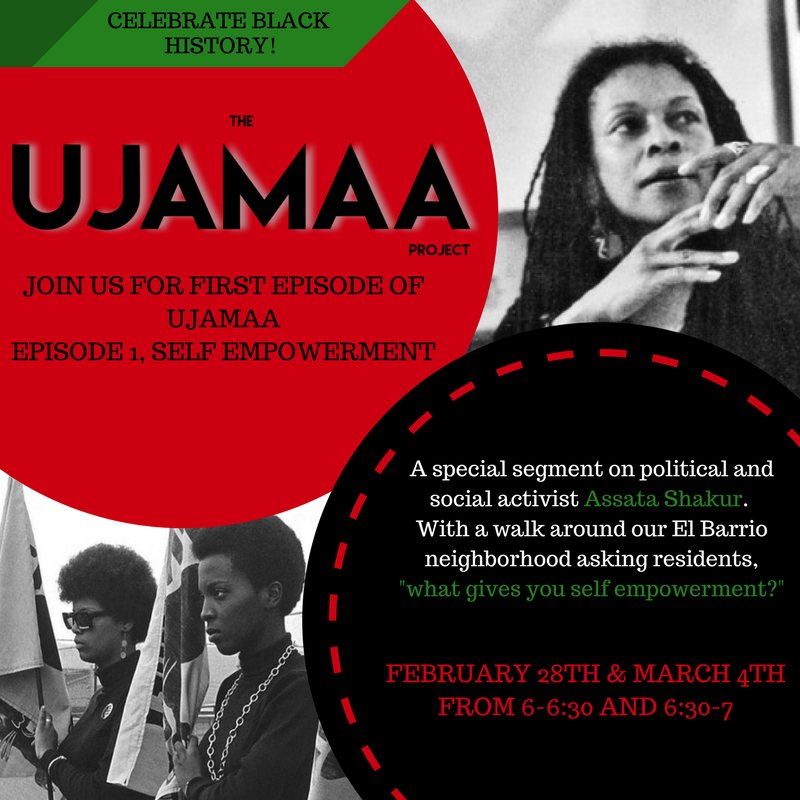 CELEBRATE BLACK
HISTORY!
THE
UJAMAA
PROJECT
JOIN US FOR FIRST EPISODE OF
UJAMAA
EPISODE 1, SELF EMPOWERMENT
A special segment on political and
social activist Assata Shakur.
With a walk around our El Barrio
neighborhood asking residents,
"what gives you self empowerment?"
FEBRUARY 28TH & MARCH 4TH
FROM 6-6:30 AND 6:30-7